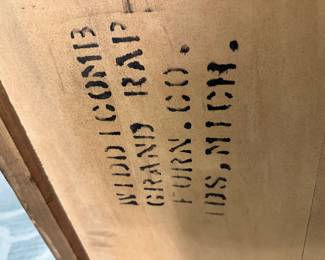 WIDDICOMB
GRAND RAP
FURN.CO.
IDS,MICH.